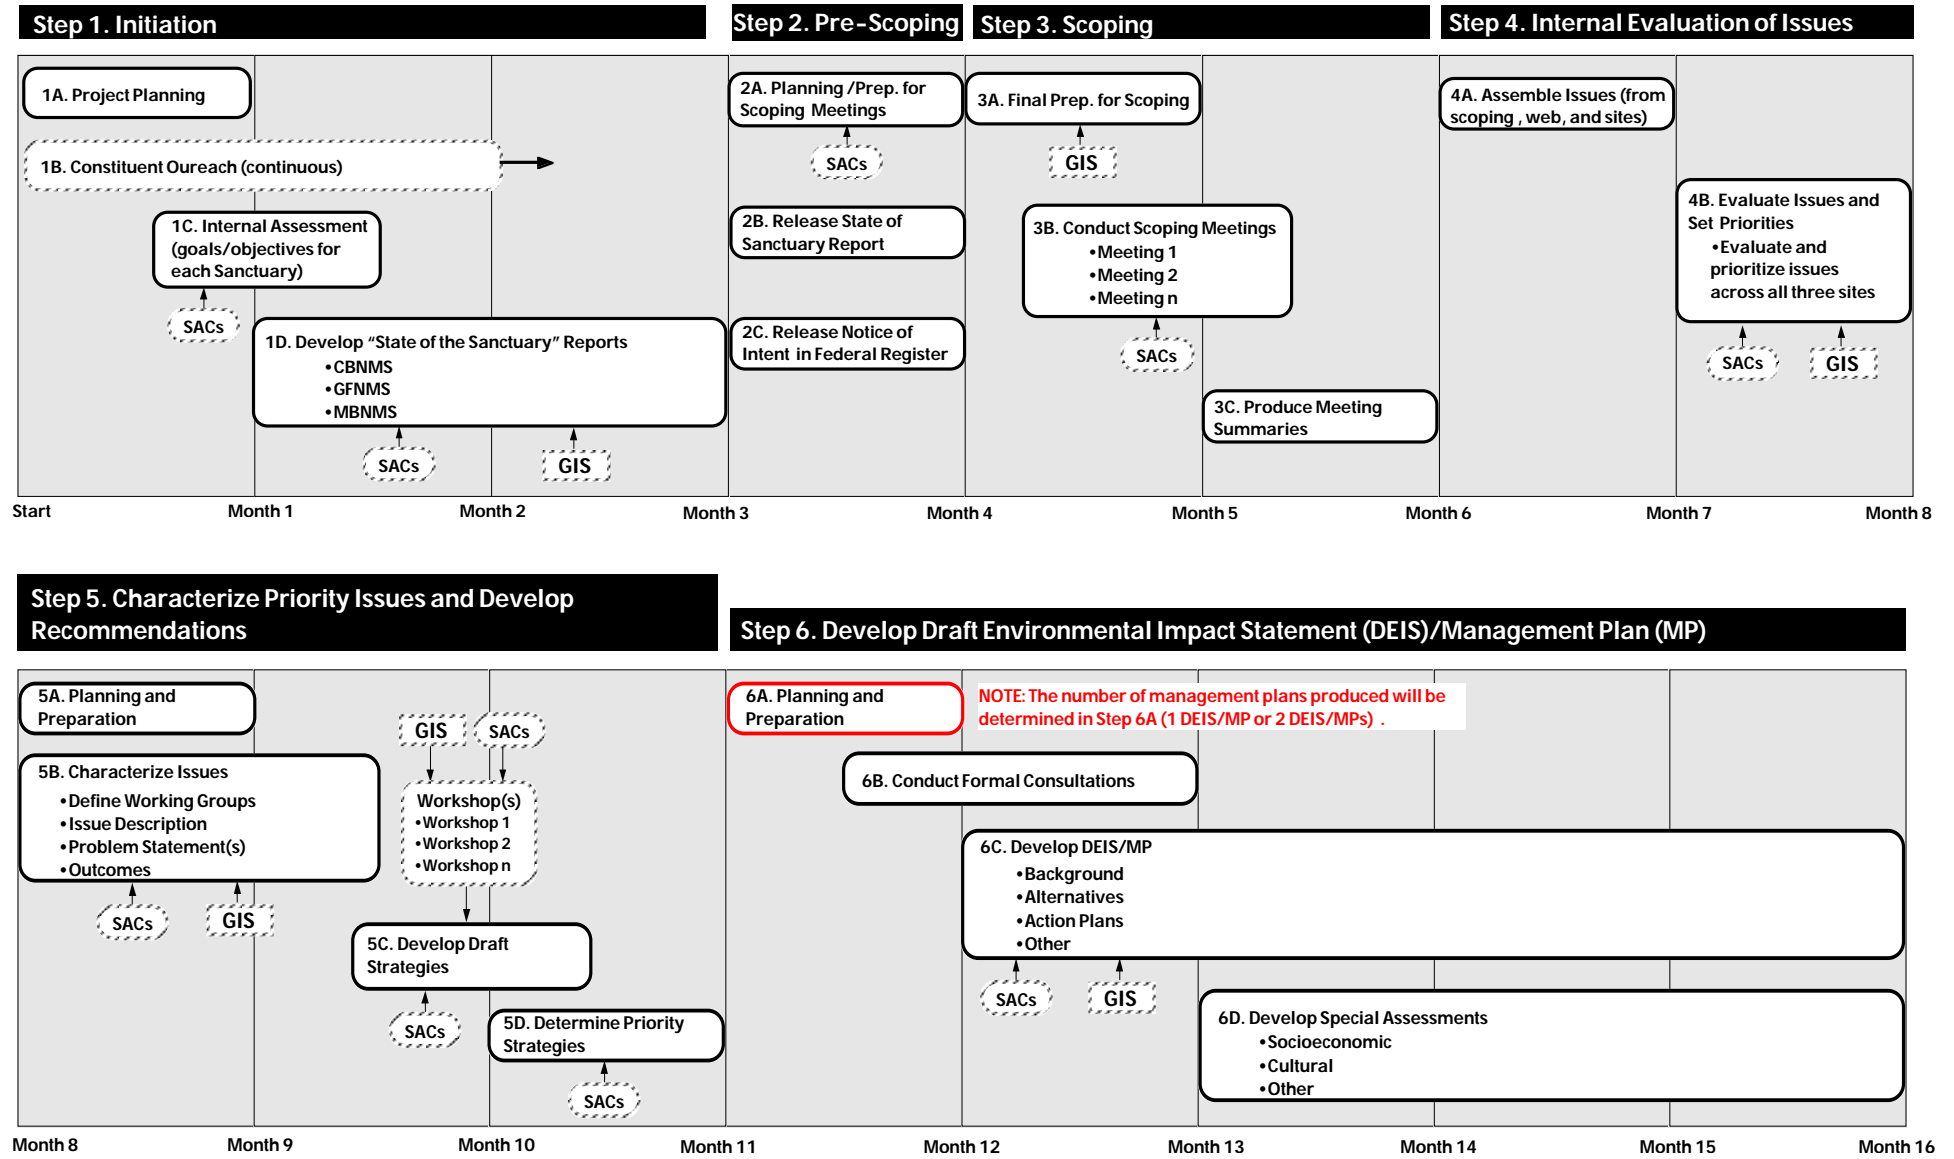 Step 1. Initiation
Step 2. Pre-Scoping
Step 3. Scoping
Step 4. Internal Evaluation of Issues
1A. Project Planning
1B. Constituent Oureach (continuous)
1C. Internal Assessment
(goals/objectives for
each Sanctuary)
SACs
1D. Develop “State of the Sanctuary” Reports
•CBNMS
•GFNMS
•MBNMS
SACs
GIS
2A. Planning /Prep. for
Scoping Meetings
SACs
2B. Release State of
Sanctuary Report
2C. Release Notice of
Intent in Federal Register
3A. Final Prep. for Scoping
GIS
3B. Conduct Scoping Meetings
•Meeting 1
•Meeting 2
•Meeting n
SACs
3C. Produce Meeting
Summaries
4A. Assemble Issues (from
scoping , web, and sites)
4B. Evaluate Issues and
Set Priorities
•Evaluate and
prioritize issues
across all three sites
SACs
GIS
Start
Month 1
Month 2
Month 3
Month 4
Month 5
Month 6
Month 7
Month 8
Step 5. Characterize Priority Issues and Develop
Recommendations
Step 6. Develop Draft Environmental Impact Statement (DEIS)/Management Plan (MP)
5A. Planning and
Preparation
5B. Characterize Issues
•Define Working Groups
•Issue Description
•Problem Statement(s)
•Outcomes
SACs
GIS
GIS
SACs
Workshop(s)
•Workshop 1
•Workshop 2
•Workshop n
5C. Develop Draft
Strategies
SACs
5D. Determine Priority
Strategies
SACs
6A. Planning and
Preparation
NOTE: The number of management plans produced will be
determined in Step 6A (1 DEIS/MP or 2 DEIS/MPs) .
6B. Conduct Formal Consultations
6C. Develop DEIS/MP
•Background
•Alternatives
•Action Plans
•Other
SACs
GIS
6D. Develop Special Assessments
•Socioeconomic
•Cultural
•Other
Month 8
Month 9
Month 10
Month 11
Month 12
Month 13
Month 14
Month 15
Month 16